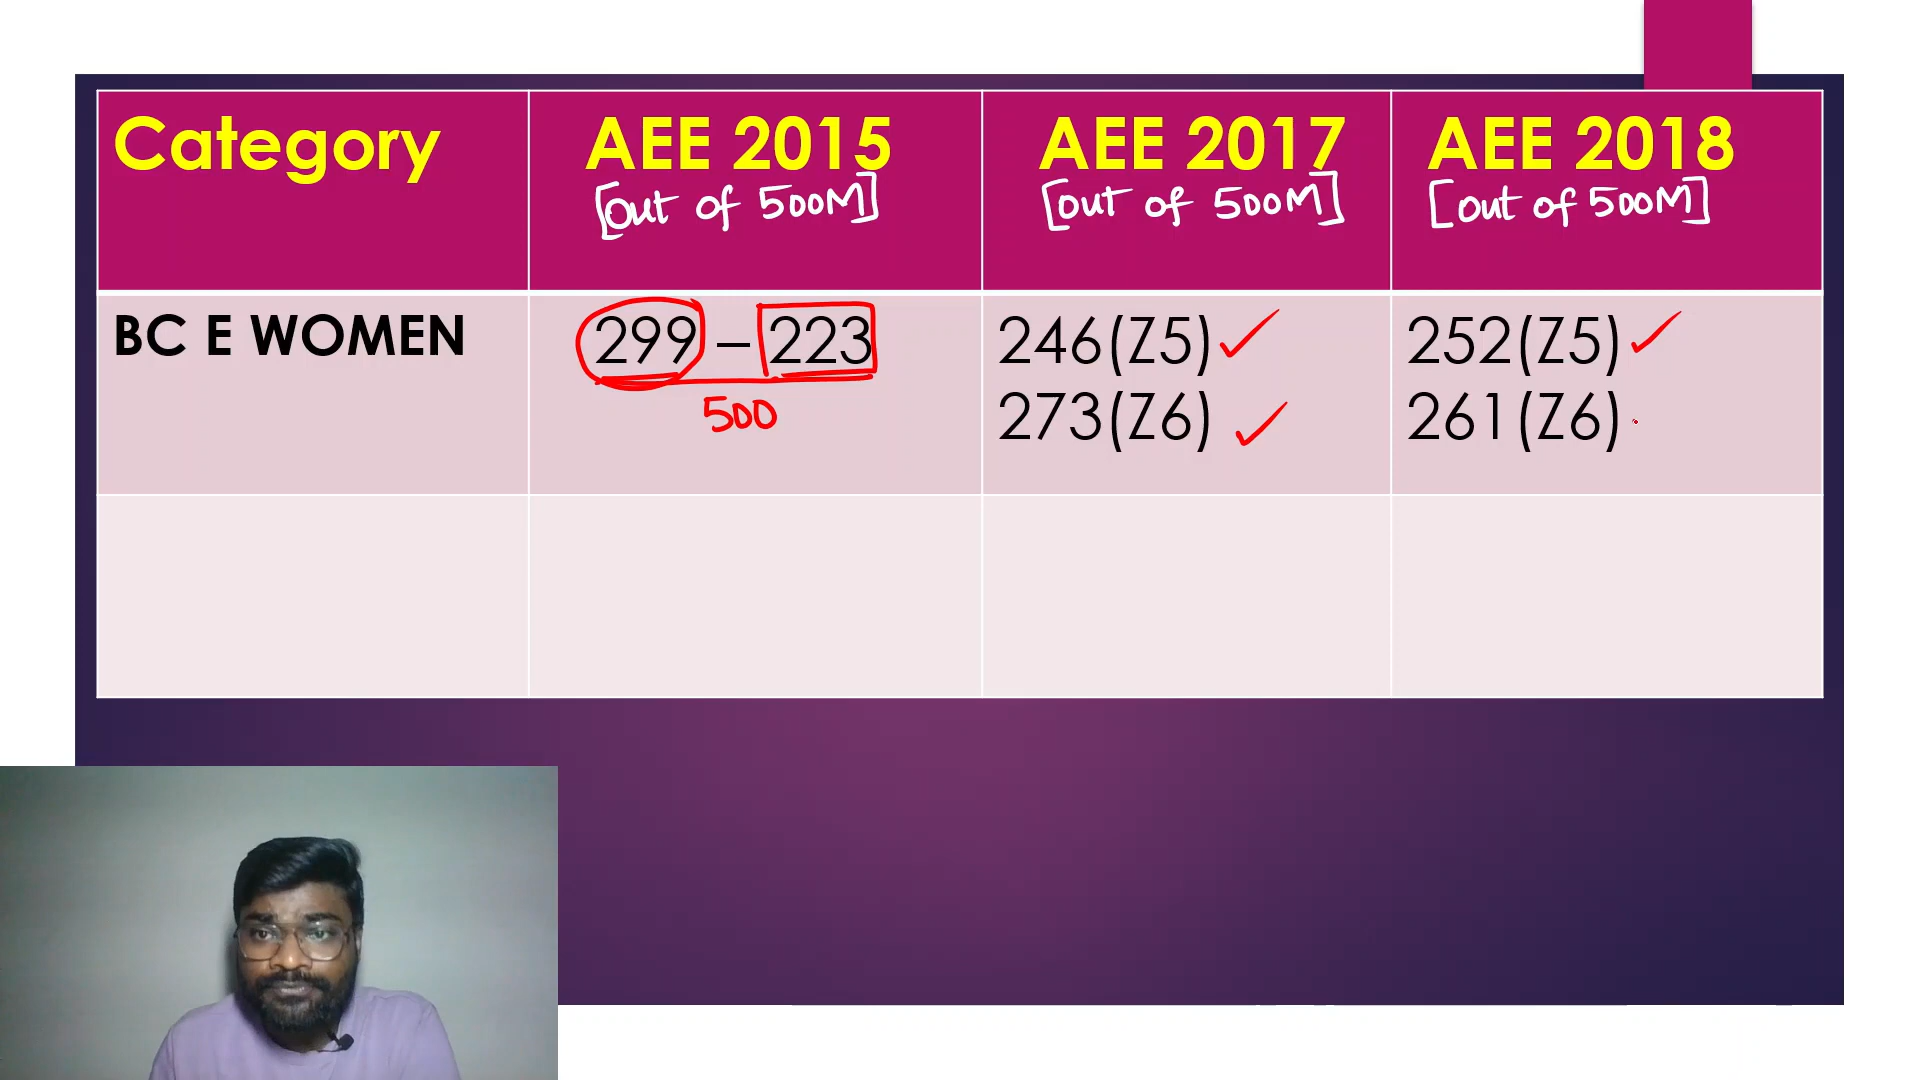 Category AEE 2015 AEE 2017 AEE 2018
[out of 500M] [out of 500M] [out of 500M]
BC E WOMEN 299 – 223 246(Z5) 252(Z5)
500 273(Z6) 261(Z6)